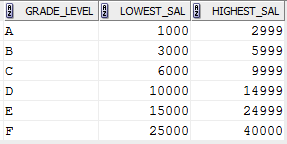 GRADE_LEVEL LOWEST_SAL HIGHEST_SAL
A 1000 2999
B 3000 5999
C 6000 9999
D 10000 14999
E 15000 24999
F 25000 40000